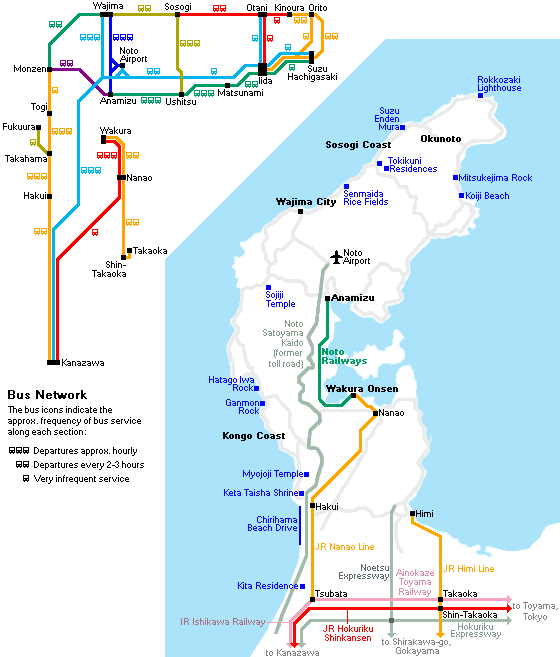 Wajima
Sosogi
Otani
Kinoura
Orito
Noto
Airport
Monzen
Suzu
Hachigasaki
Iida
Matsunami
Anamizu
Ushitsu
Togi
Fukuura
Wakura
Takahama
Nanao
Hakui
Takaoka
Shin-
Takaoka
Kanazawa
Bus Network
The bus icons indicate the
approx. frequency of bus service
along each section:
Departures approx. hourly
Departures every 2-3 hours
Very infrequent service
Rokkozaki
Lighthouse
Suzu
Enden
Mura
Okunoto
Sosogi Coast
Tokikuni
Residences
Mitsukejima Rock
Senmaida
Rice Fields
Koiji Beach
Wajima City
Noto
Airport
Sojiji
Temple
Anamizu
Noto
Satoyama
Kaido
(former
toll road)
Noto
Railways
Hatago Iwa
Rock
Wakura Onsen
Ganmon
Rock
Nanao
Kongo Coast
Myojoji Temple
Keta Taisha Shrine
Hakui
Himi
Chirihama
Beach Drive
JR Nanao Line
Noetsu
Expressway
Ainokaze
Toyama
Railway
JR Himi Line
Kita Residence
Tsubata
Takaoka
to Toyama,
Tokyo
Shin-Takaoka
IR Ishikawa Railway
JR Hokuriku
Shinkansen
Hokuriku
Expressway
to Kanazawa
to Shirakawa-go,
Gokayama